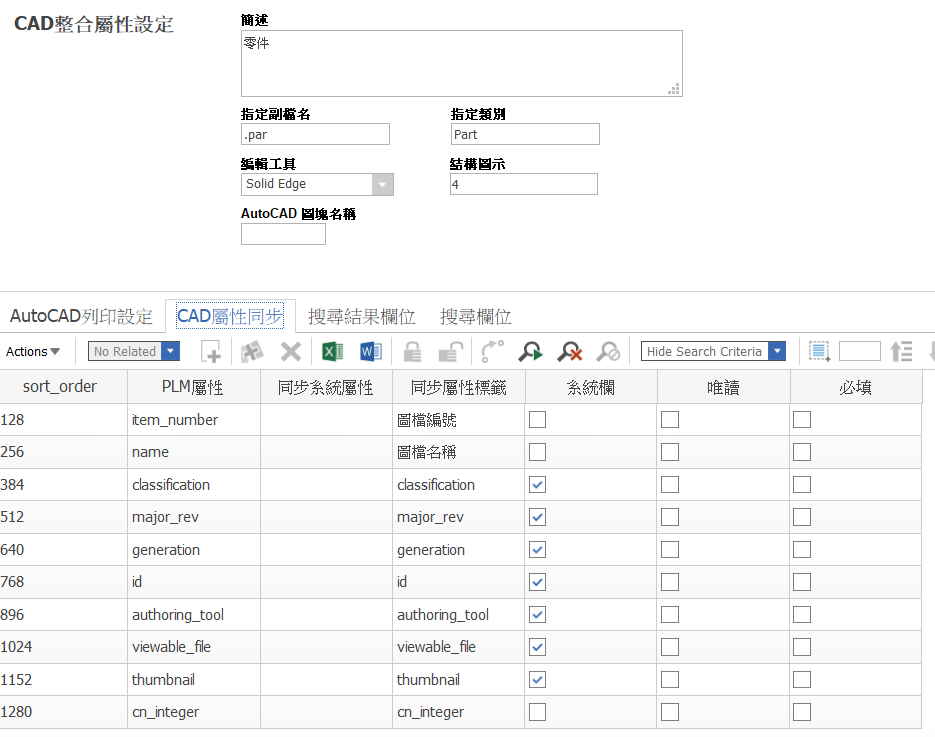 CAD整合屬性設定
簡述
零件
指定副檔名 指定類別
.par Part
編輯工具 結構圖示
Solid Edge 4
AutoCAD 圖塊名稱
AutoCAD列印設定 CAD屬性同步 搜尋結果欄位 搜尋欄位
Actions No Related Hide Search Criteria
sort_order PLM屬性 同步系統屬性 同步屬性標籤 系統欄 唯讀 必填
128 item_number 圖檔編號
256 name 圖檔名稱
384 classification classification
512 major_rev major_rev
640 generation generation
768 id id
896 authoring_tool authoring_tool
1024 viewable_file viewable_file
1152 thumbnail thumbnail
1280 cn_integer cn_integer